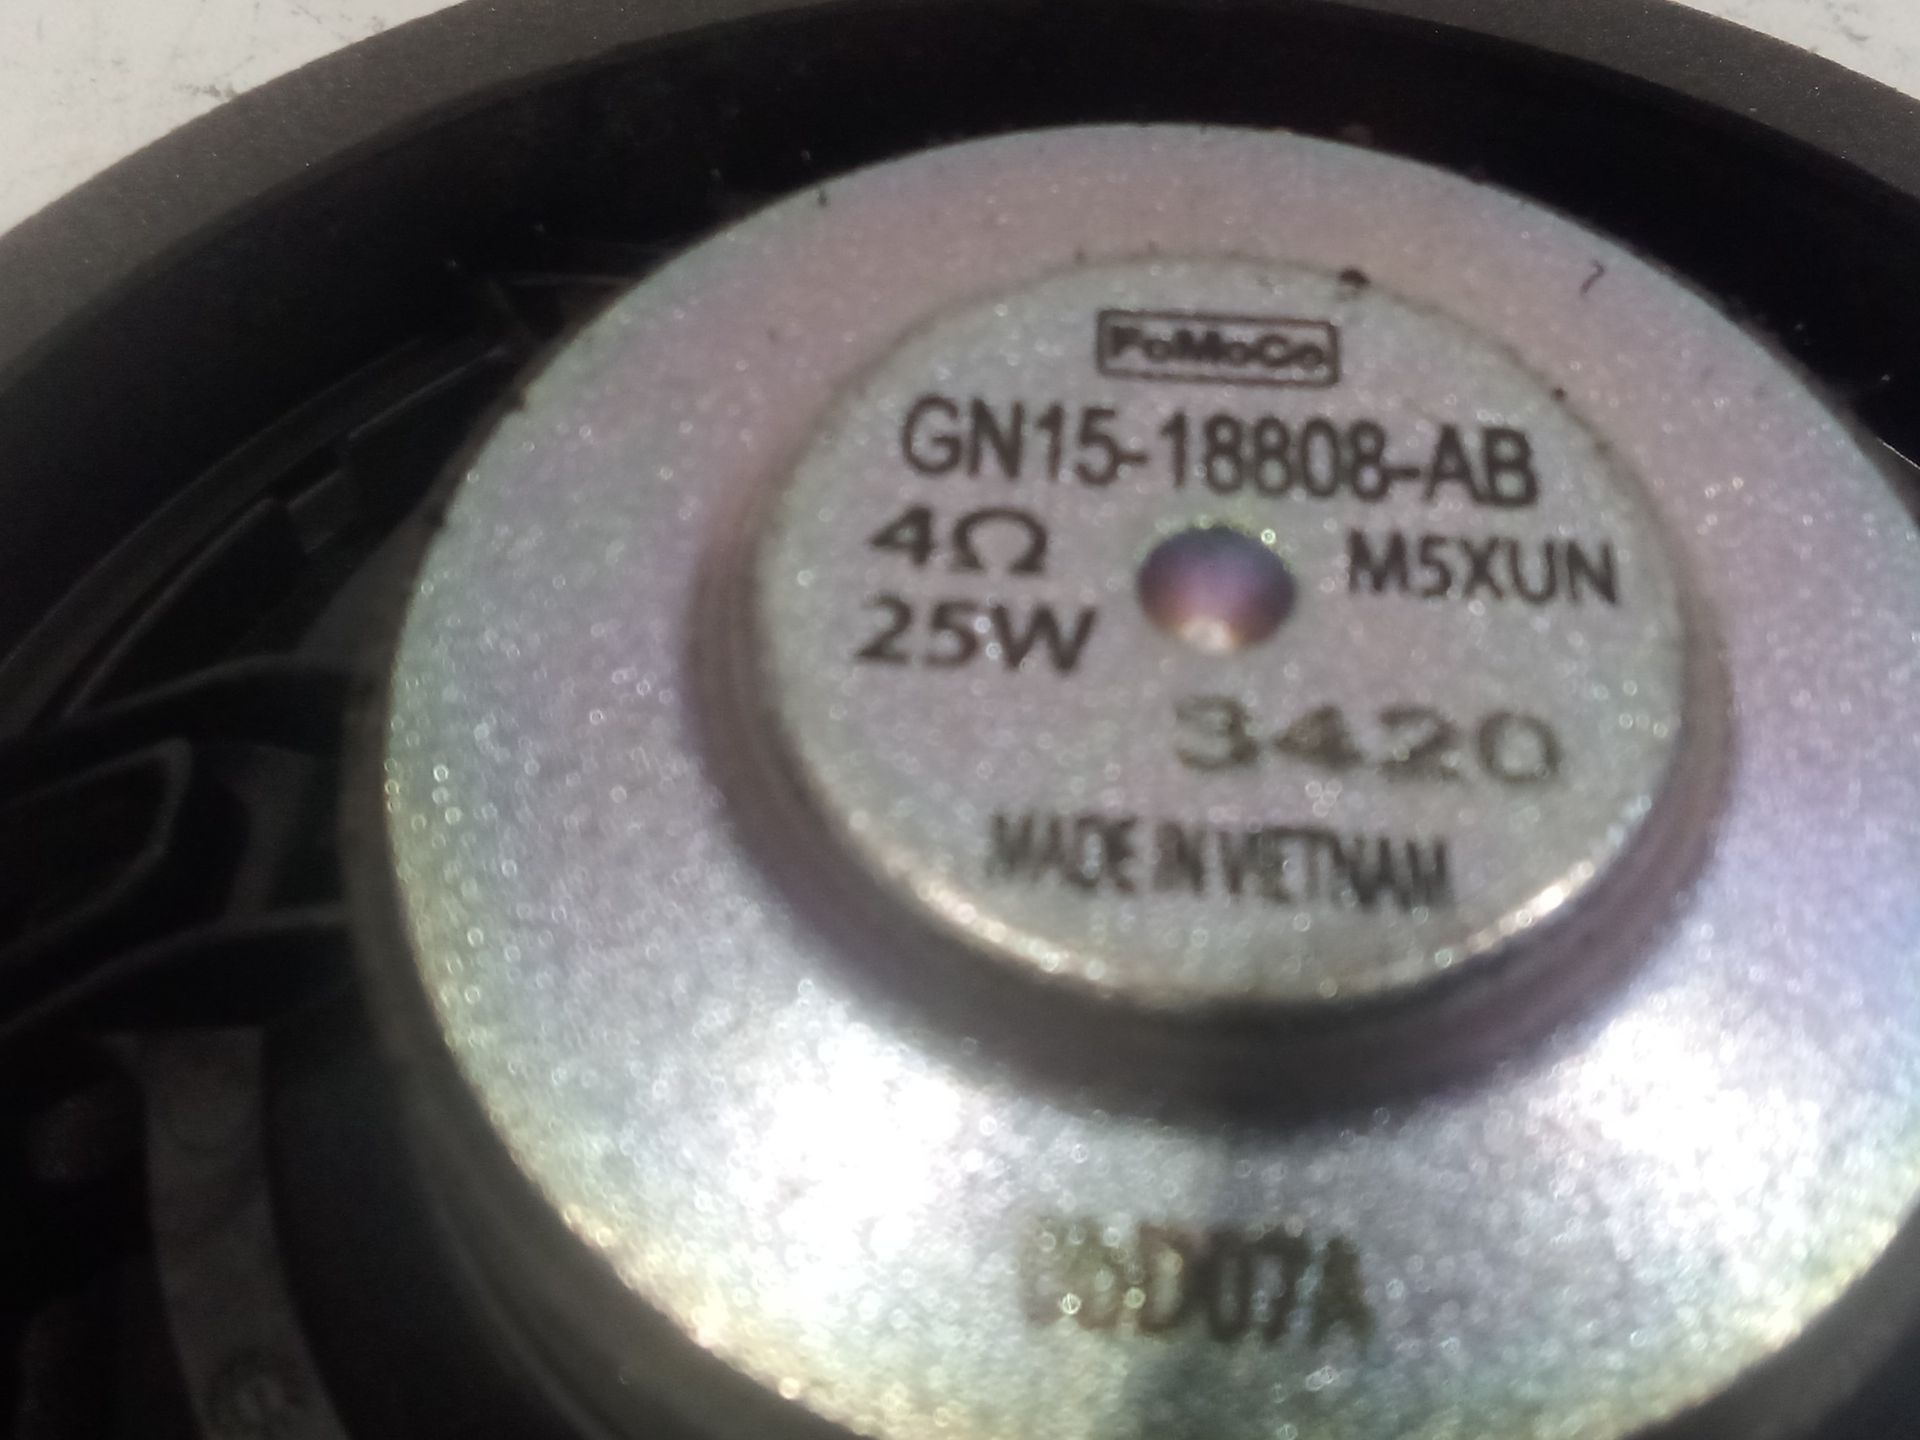 FoMoCo
GN15-18808-AB
4Ω
M5XUN
25W
3420
MADE IN VIETNAM